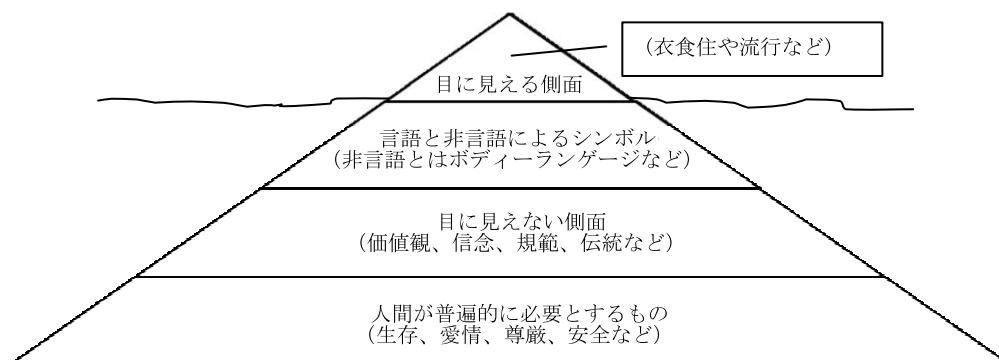 （衣食住や流行など）
目に見える側面
言語と非言語によるシンボル
（非言語とはボディーランゲージなど）
目に見えない側面
（価値観、信念、規範、伝統など）
人間が普遍的に必要とするもの
（生存、愛情、尊厳、安全など）